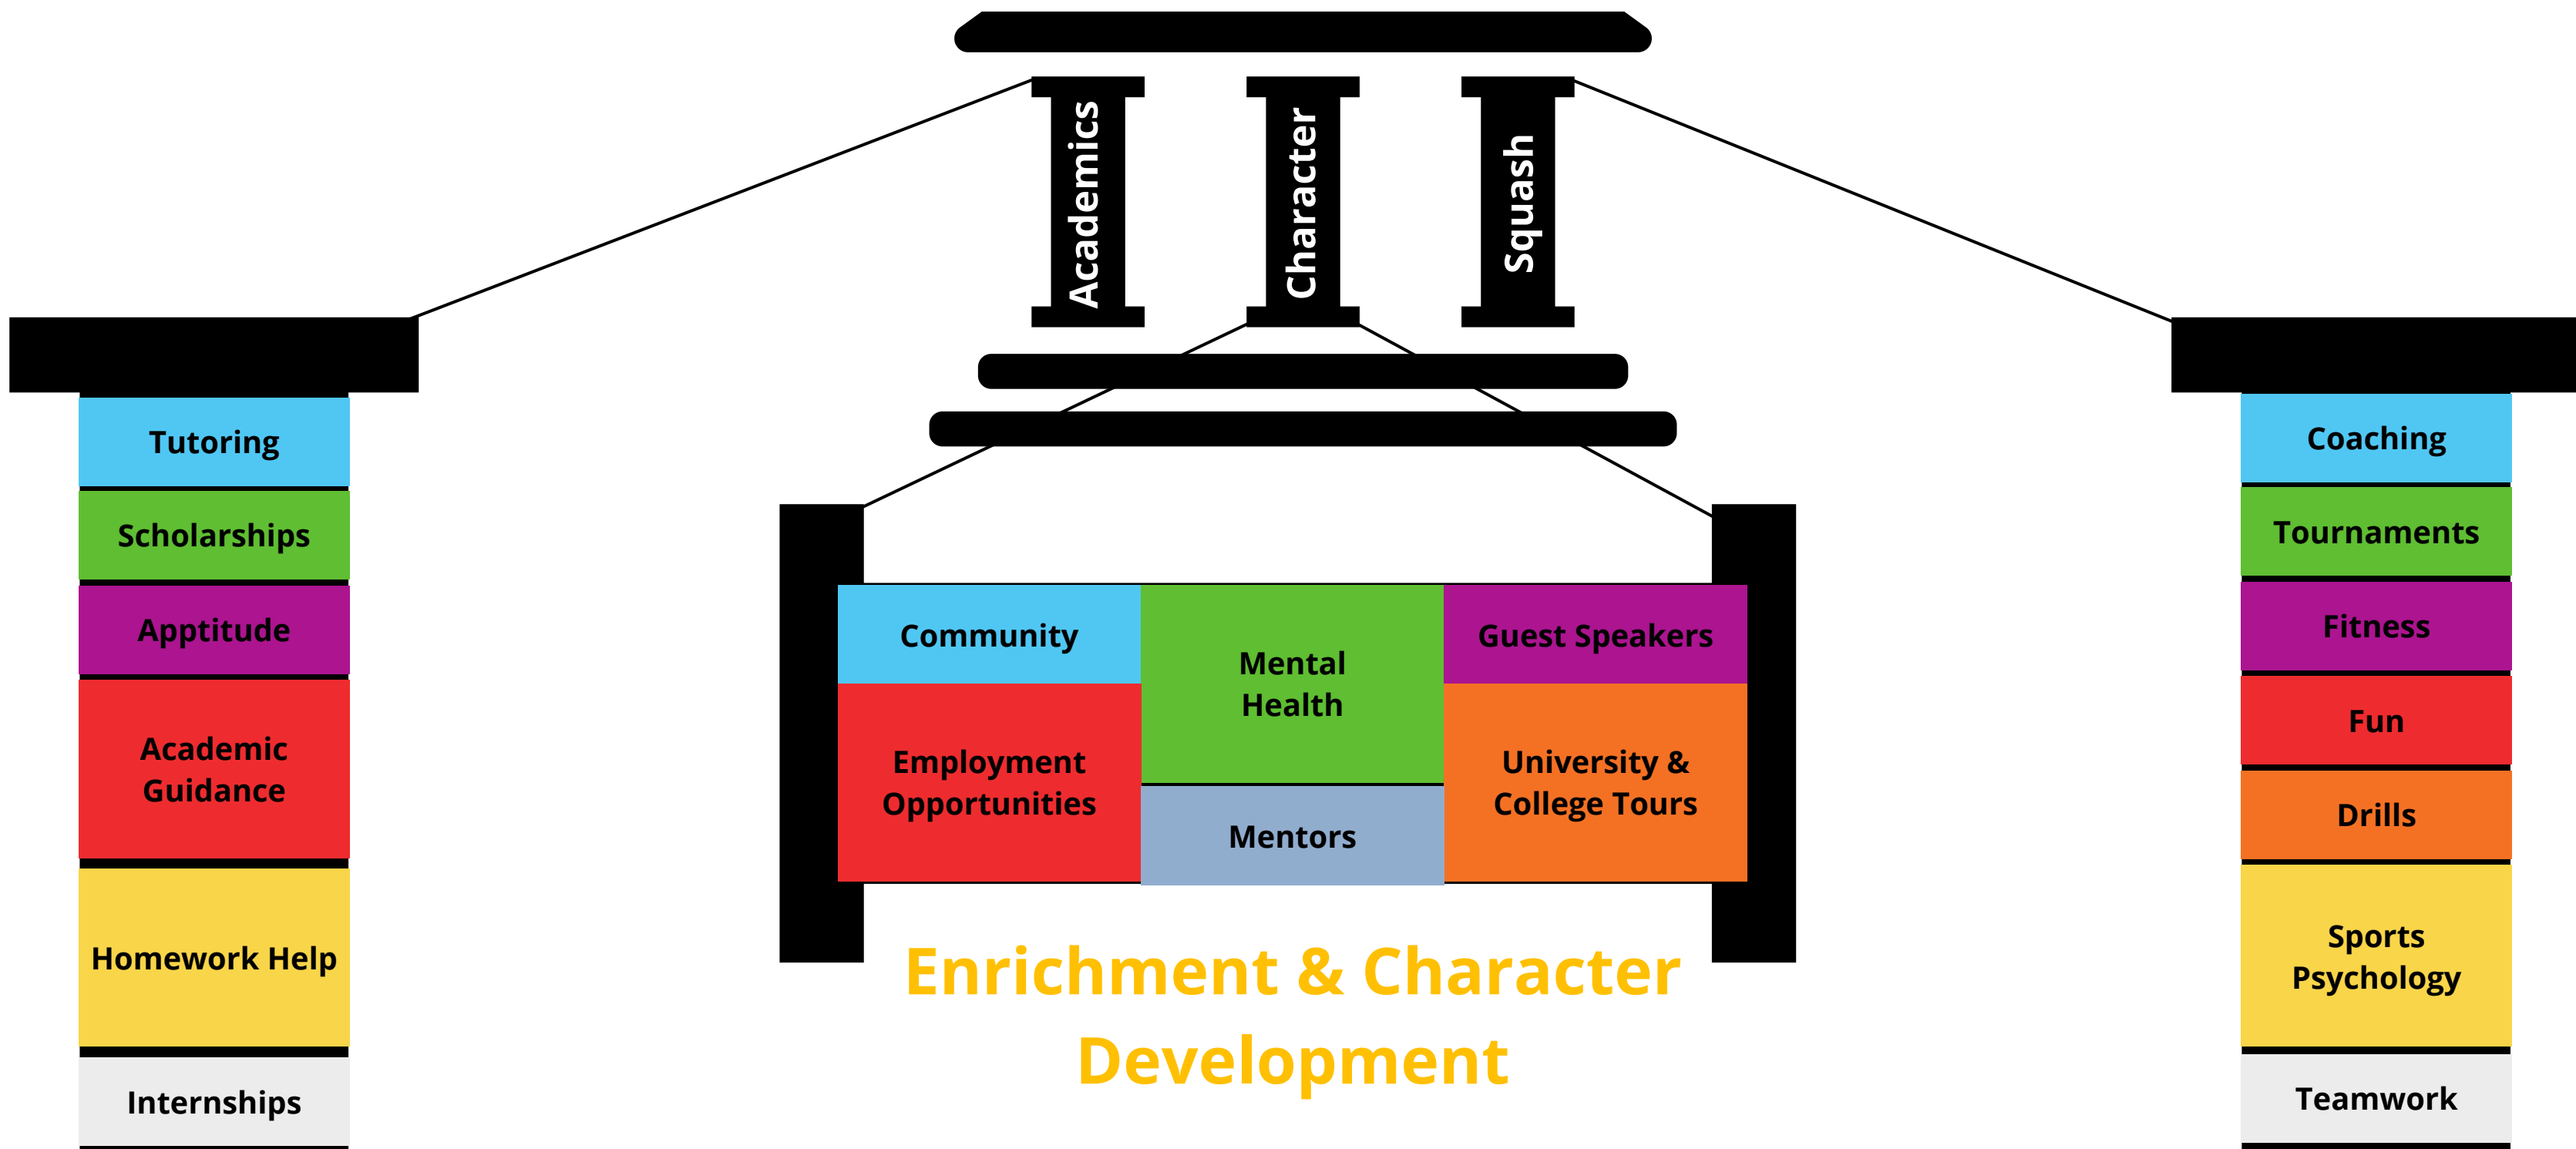 Academics
Character
Squash
Tutoring
Scholarships
Apptitude
Academic
Guidance
Homework Help
Internships
Community
Mental
Health
Guest Speakers
Employment
Opportunities
University &
College Tours
Mentors
Enrichment & Character
Development
Coaching
Tournaments
Fitness
Fun
Drills
Sports
Psychology
Teamwork